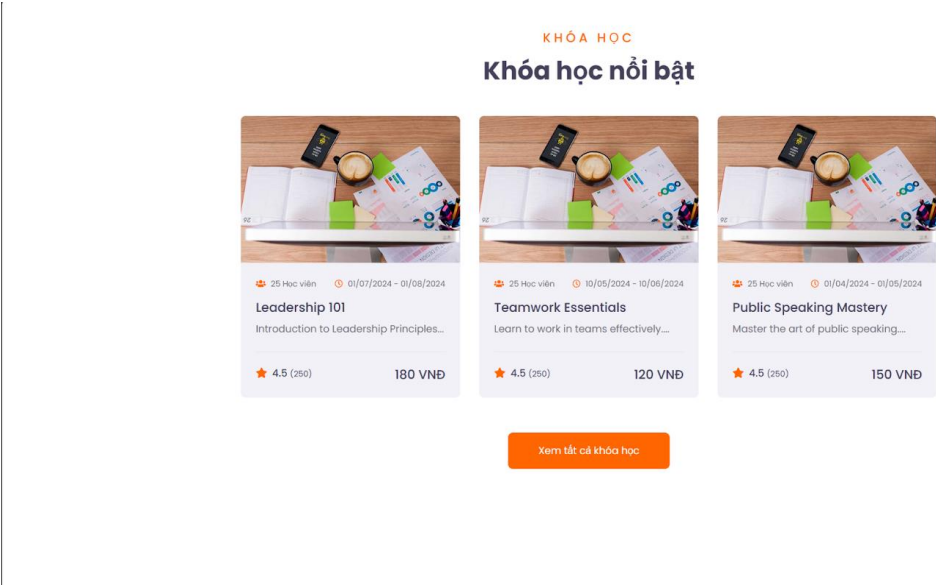 KHÓA HỌC
Khóa học nổi bật
25 Học viên 01/07/2024 - 01/08/2024
Leadership 101
Introduction to Leadership Principles...
4.5 (250) 180 VNĐ
25 Học viên 10/05/2024 - 10/06/2024
Teamwork Essentials
Learn to work in teams effectively....
4.5 (250) 120 VNĐ
25 Học viên 01/04/2024 - 01/05/2024
Public Speaking Mastery
Master the art of public speaking....
4.5 (250) 150 VNĐ
Xem tất cả khóa học